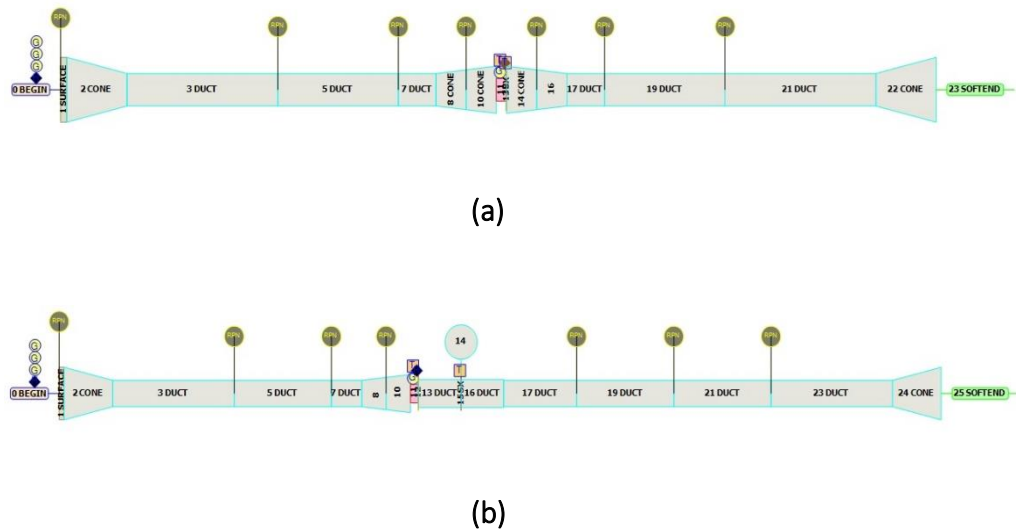 RPN RPN RPN RPN RPN RPN RPN
G
G
G
T
G
0 BEGIN 1 SURFACE 2 CONE 3 DUCT 5 DUCT 7 DUCT 8 CONE 10 CONE 11 14 CONE 16 17 DUCT 19 DUCT 21 DUCT 22 CONE 23 SOFTEND
(a)
RPN RPN RPN RPN RPN RPN RPN
G
G
G
14
T T
G
0 BEGIN 1 SURFACE 2 CONE 3 DUCT 5 DUCT 7 DUCT 8 10 11 13 DUCT 16 DUCT 17 DUCT 19 DUCT 21 DUCT 23 DUCT 24 CONE 25 SOFTEND
(b)